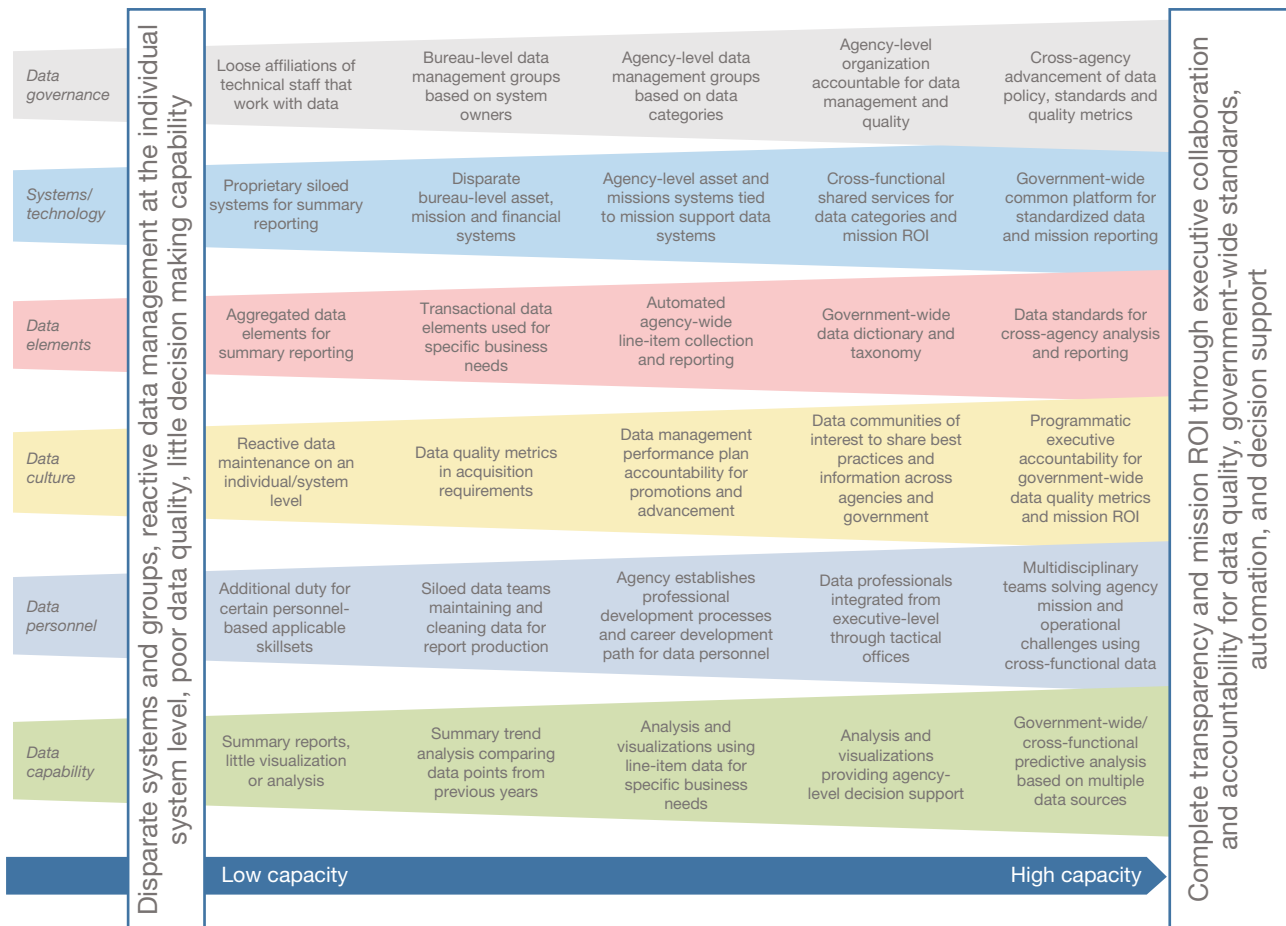 Disparate systems and groups, reactive data management at the individual
system level, poor data quality, little decision making capability
Data
governance
Loose affiliations of
technical staff that
work with data
Bureau-level data
management groups
based on system
owners
Agency-level data
management groups
based on data
categories
Agency-level
organization
accountable for data
management and
quality
Cross-agency
advancement of data
policy, standards and
quality metrics
Systems/
technology
Proprietary siloed
systems for summary
reporting
Disparate
bureau-level asset,
mission and financial
systems
Agency-level asset and
missions systems tied
to mission support data
systems
Cross-functional
shared services for
data categories and
mission ROI
Government-wide
common platform for
standardized data
and mission reporting
Data
elements
Aggregated data
elements for
summary reporting
Transactional data
elements used for
specific business
needs
Automated
agency-wide
line-item collection
and reporting
Government-wide
data dictionary and
taxonomy
Data standards for
cross-agency analysis
and reporting
Data
culture
Reactive data
maintenance on an
individual/system
level
Data quality metrics
in acquisition
requirements
Data management
performance plan
accountability for
promotions and
advancement
Data communities of
interest to share best
practices and
information across
agencies and
government
Programmatic
executive
accountability for
government-wide
data quality metrics
and mission ROI
Data
personnel
Additional duty for
certain personnel-
based applicable
skillsets
Siloed data teams
maintaining and
cleaning data for
report production
Agency establishes
professional
development processes
and career development
path for data personnel
Data professionals
integrated from
executive-level
through tactical
offices
Multidisciplinary
teams solving agency
mission and
operational
challenges using
cross-functional data
Data
capability
Summary reports,
little visualization
or analysis
Summary trend
analysis comparing
data points from
previous years
Analysis and
visualizations using
line-item data for
specific business
needs
Analysis and
visualizations
providing agency-
level decision support
Government-wide/
cross-functional
predictive analysis
based on multiple
data sources
Low capacity
High capacity
Complete transparency and mission ROI through executive collaboration
and accountability for data quality, government-wide standards,
automation, and decision support